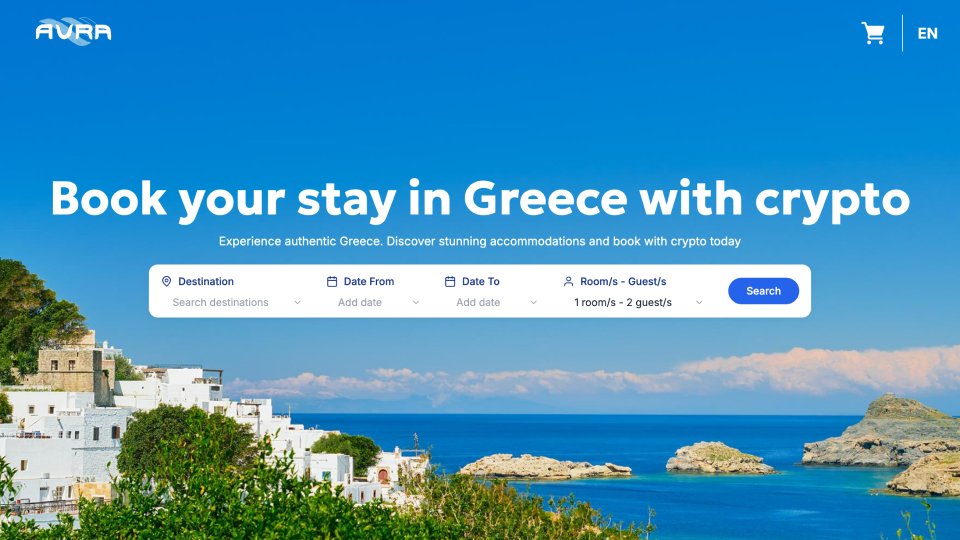 AVRA
EN
Book your stay in Greece with crypto
Experience authentic Greece. Discover stunning accommodations and book with crypto today
Destination
Search destinations
Date From
Add date
Date To
Add date
Room/s - Guest/s
1 room/s - 2 guest/s
Search